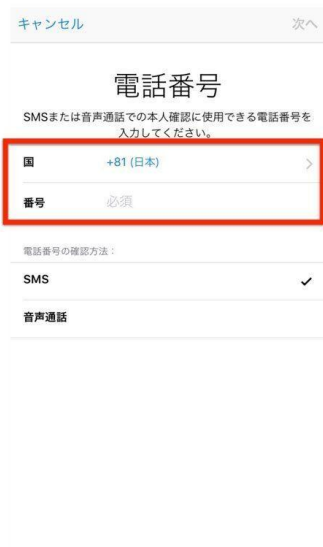 キャンセル 次へ
電話番号
SMSまたは音声通話での本人確認に使用できる電話番号を
入力してください。
国 +81 (日本)
番号 必須
電話番号の確認方法：
SMS
音声通話